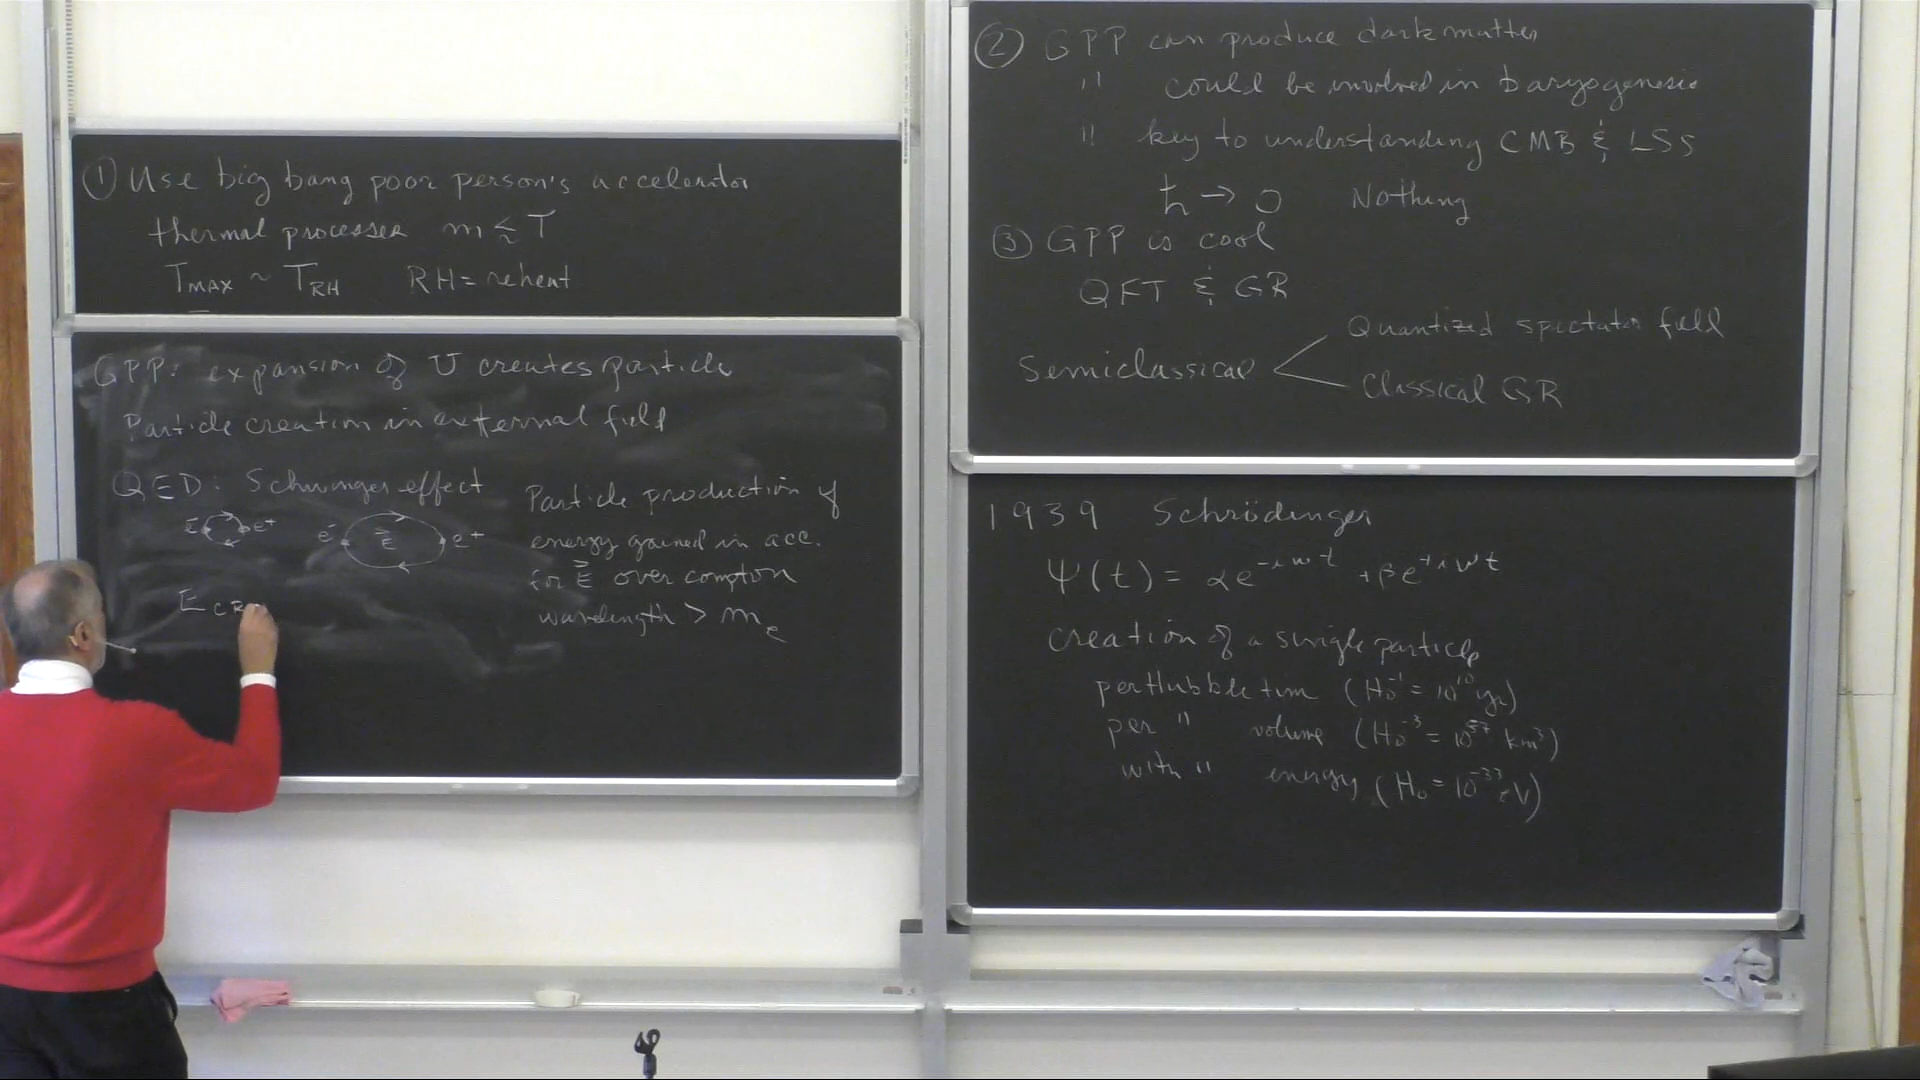 ① Use big bang poor person's accelerator
thermal processes m ≲ T
T_MAX ~ T_RH RH = reheat
GPP: expansion of U creates particle
Particle creation in external field
QED: Schwinger effect
e⁺ e⁻ E⃗ e⁺
Particle production if
energy gained in acc.
for E⃗ over compton
wavelength > m_e
E_CR
② GPP can produce dark matter
" could be involved in baryogenesis
" key to understanding CMB & LSS
ħ → 0 Nothing
③ GPP is cool
QFT & GR
Semiclassical
Quantized spectator field
Classical GR
1939 Schrödinger
Ψ(t) = αe^{-iωt} + βe^{+iωt}
creation of a single particle
per Hubble time (H₀⁻¹ = 10¹⁰ yr)
per " volume (H₀⁻³ = km³)
with " energy (H₀ = 10⁻³³ eV)